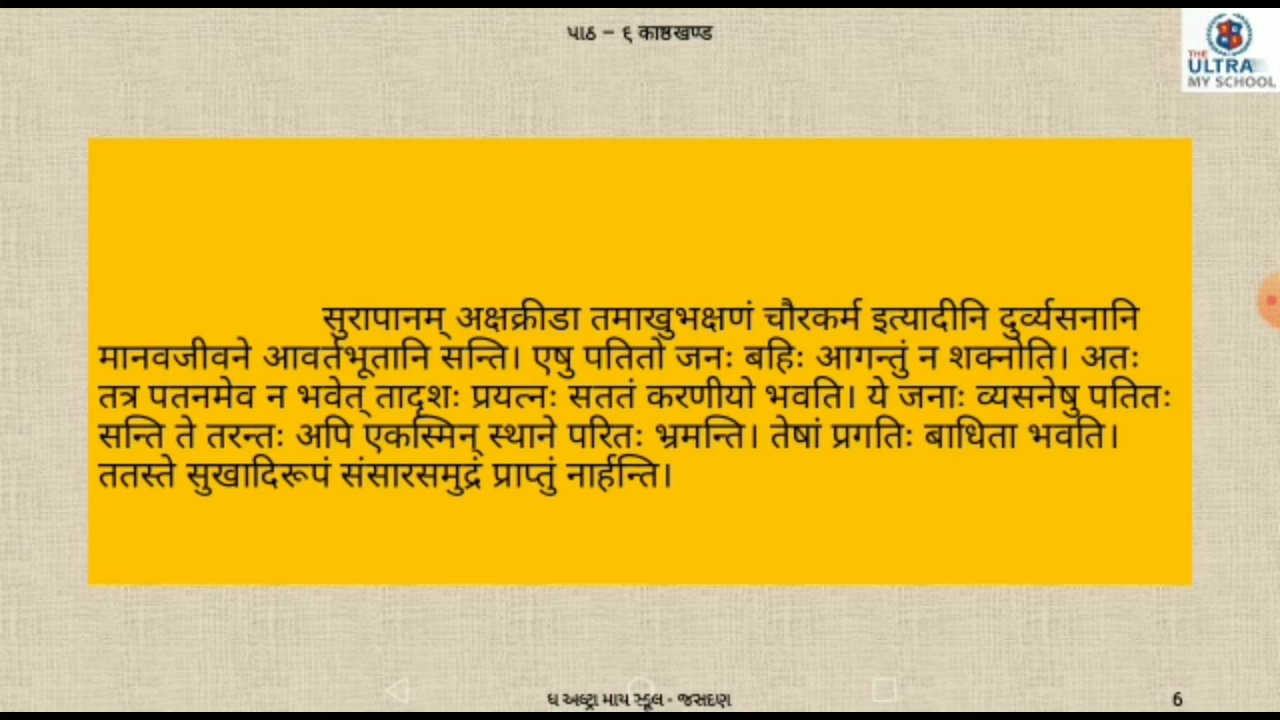 પાઠ – ६ काष्ठखण्ड
THE
ULTRA
MY SCHOOL
सुरापानम् अक्षक्रीडा तमाखुभक्षणं चौरकर्म इत्यादीनि दुर्व्यसनानि
मानवजीवने आवर्तभूतानि सन्ति। एषु पतितो जनः बहिः आगन्तुं न शक्नोति। अतः
तत्र पतनमेव न भवेत् तादृशः प्रयत्नः सततं करणीयो भवति। ये जनाः व्यसनेषु पतितः
सन्ति ते तरन्तः अपि एकस्मिन् स्थाने परितः भ्रमन्ति। तेषां प्रगतिः बाधिता भवति।
ततस्ते सुखादिरूपं संसारसमुद्रं प्राप्तुं नार्हन्ति।
ધ અલ્ટ્રા માય સ્કૂલ - જસદણ
6